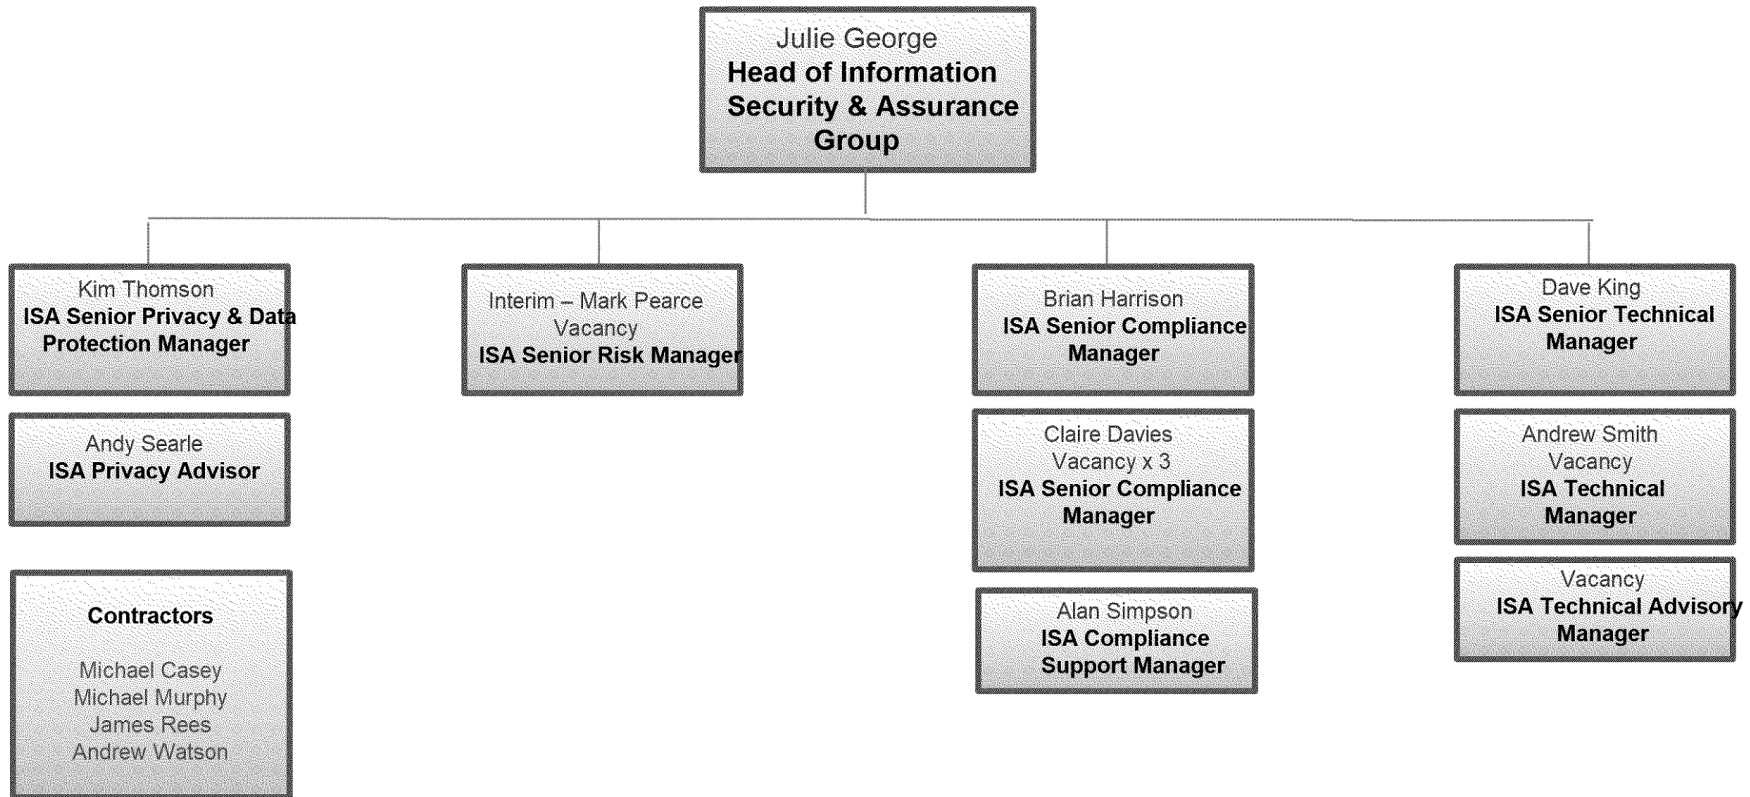 Julie George
Head of Information
Security & Assurance
Group
Kim Thomson
ISA Senior Privacy & Data
Protection Manager
Interim – Mark Pearce
Vacancy
ISA Senior Risk Manager
Brian Harrison
ISA Senior Compliance
Manager
Dave King
ISA Senior Technical
Manager
Andy Searle
ISA Privacy Advisor
Claire Davies
Vacancy x 3
ISA Senior Compliance
Manager
Andrew Smith
Vacancy
ISA Technical
Manager
Contractors
Michael Casey
Michael Murphy
James Rees
Andrew Watson
Alan Simpson
ISA Compliance
Support Manager
Vacancy
ISA Technical Advisory
Manager